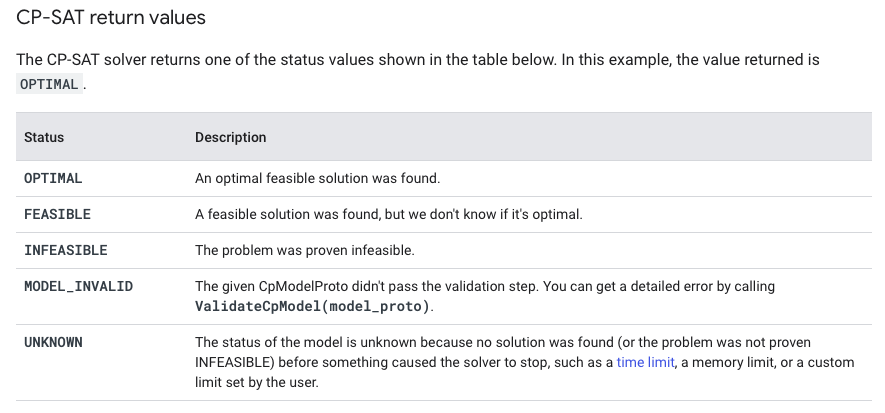 CP-SAT return values
The CP-SAT solver returns one of the status values shown in the table below. In this example, the value returned is
OPTIMAL.
Status Description
OPTIMAL An optimal feasible solution was found.
FEASIBLE A feasible solution was found, but we don't know if it's optimal.
INFEASIBLE The problem was proven infeasible.
MODEL_INVALID The given CpModelProto didn't pass the validation step. You can get a detailed error by calling
ValidateCpModel(model_proto).
UNKNOWN The status of the model is unknown because no solution was found (or the problem was not proven
INFEASIBLE) before something caused the solver to stop, such as a time limit, a memory limit, or a custom
limit set by the user.